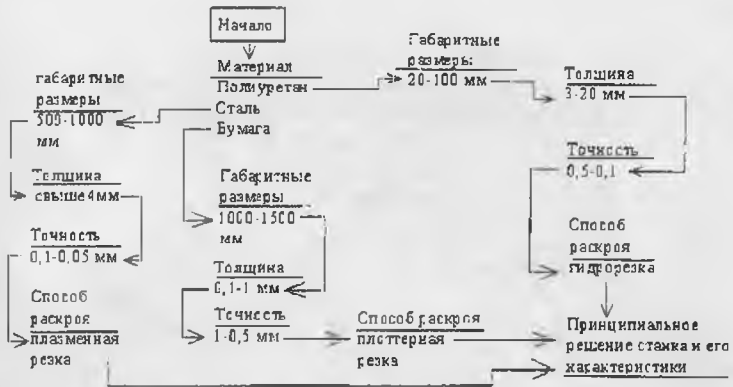 Начало
Материал
Полиуретан
Сталь
Бумага
Габаритные
размеры:
20-100 мм
Толщина
3-20 мм
Точность
0,5-0,1
Способ
раскроя
гидрорезка
габаритные
размеры
500-1000
мм
Толщина
свыше 4мм
Точность
0,1-0,05 мм
Способ
раскроя
плазменная
резка
Габаритные
размеры
1000-1500
мм
Толщина
0,1-1 мм
Точность
1-0,5 мм
Способ раскроя
плоттерная
резка
Принципиальное
решение станка и его
характеристики